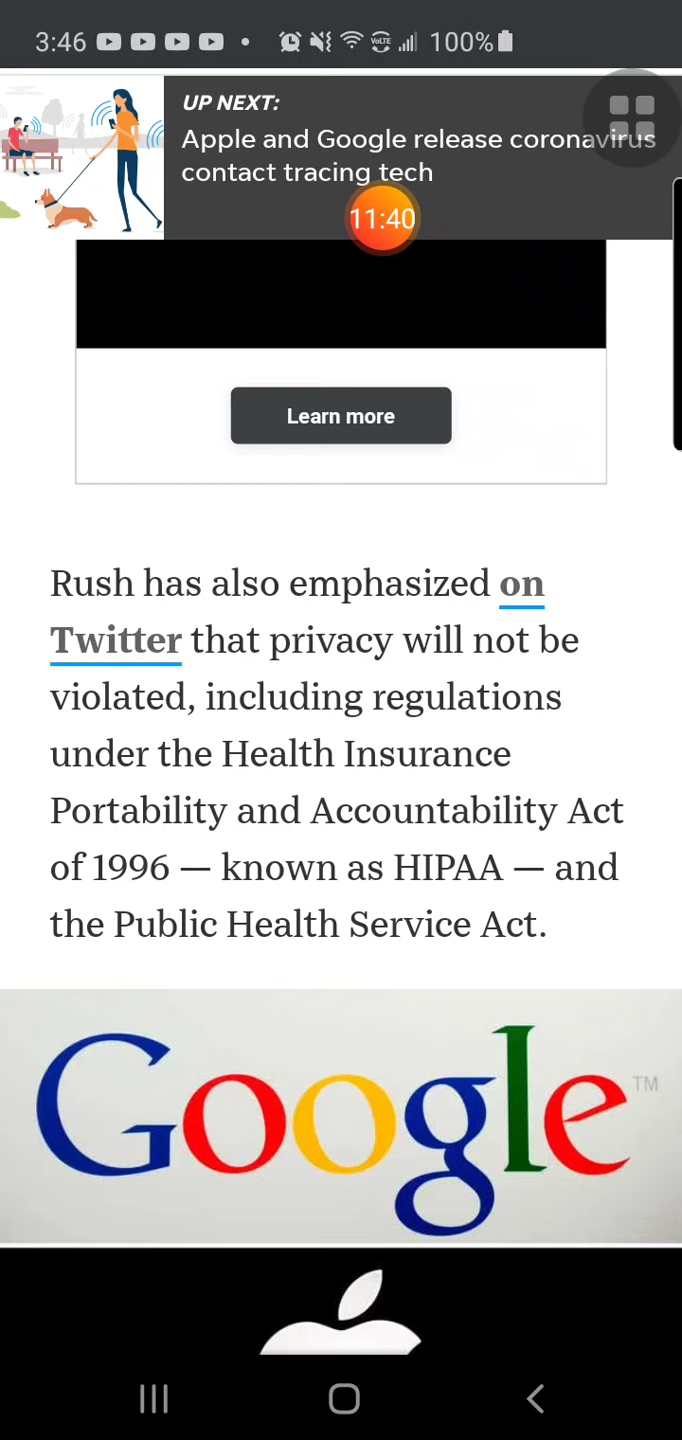 3:46
VoLTE
100%
UP NEXT:
Apple and Google release coronavirus
contact tracing tech
11:40
Learn more
Rush has also emphasized on
Twitter that privacy will not be
violated, including regulations
under the Health Insurance
Portability and Accountability Act
of 1996 — known as HIPAA — and
the Public Health Service Act.
Google™